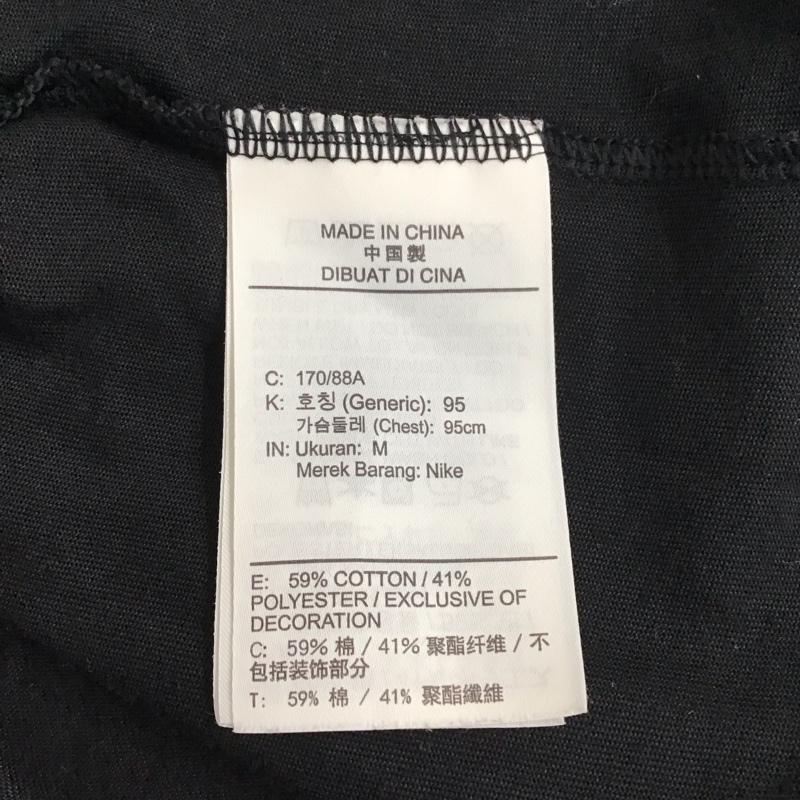 MADE IN CHINA
中国製
DIBUAT DI CINA
C: 170/88A
K: 호칭 (Generic): 95
가슴둘레 (Chest): 95cm
IN: Ukuran: M
Merek Barang: Nike
E: 59% COTTON / 41%
POLYESTER / EXCLUSIVE OF
DECORATION
C: 59% 棉 / 41% 聚酯纤维 / 不
包括装饰部分
T: 59% 棉 / 41% 聚酯纖維